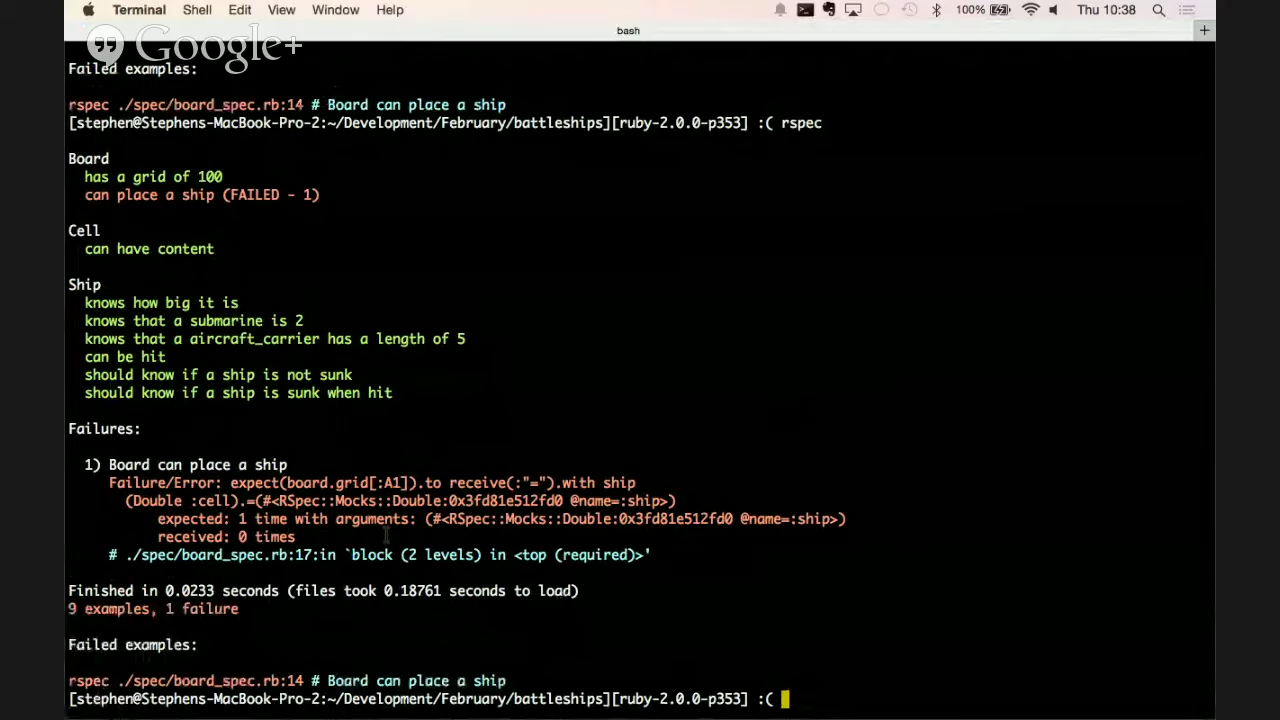 Terminal Shell Edit View Window Help 100% Thu 10:38
bash
Google+
Failed examples:
rspec ./spec/board_spec.rb:14 # Board can place a ship
[stephen@Stephens-MacBook-Pro-2:~/Development/February/battleships][ruby-2.0.0-p353] :( rspec
Board
has a grid of 100
can place a ship (FAILED - 1)
Cell
can have content
Ship
knows how big it is
knows that a submarine is 2
knows that a aircraft_carrier has a length of 5
can be hit
should know if a ship is not sunk
should know if a ship is sunk when hit
Failures:
1) Board can place a ship
Failure/Error: expect(board.grid[:A1]).to receive(:"=").with ship
(Double :cell).=(#<RSpec::Mocks::Double:0x3fd81e512fd0 @name=:ship>)
expected: 1 time with arguments: (#<RSpec::Mocks::Double:0x3fd81e512fd0 @name=:ship>)
received: 0 times
# ./spec/board_spec.rb:17:in `block (2 levels) in <top (required)>'
Finished in 0.0233 seconds (files took 0.18761 seconds to load)
9 examples, 1 failure
Failed examples:
rspec ./spec/board_spec.rb:14 # Board can place a ship
[stephen@Stephens-MacBook-Pro-2:~/Development/February/battleships][ruby-2.0.0-p353] :(